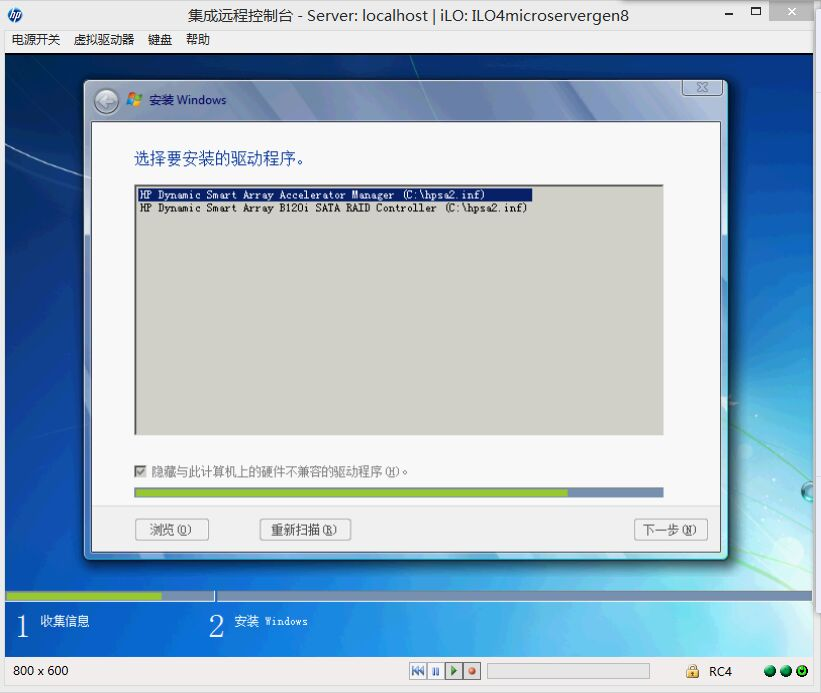 集成远程控制台 - Server: localhost | iLO: ILO4microservergen8
电源开关 虚拟驱动器 键盘 帮助
安装 Windows
选择要安装的驱动程序。
HP Dynamic Smart Array Accelerator Manager (C:\hpsa2.inf)
HP Dynamic Smart Array B120i SATA RAID Controller (C:\hpsa2.inf)
隐藏与此计算机上的硬件不兼容的驱动程序(H)。
浏览(O) 重新扫描(R) 下一步(N)
1 收集信息 2 安装 Windows
800 x 600 RC4